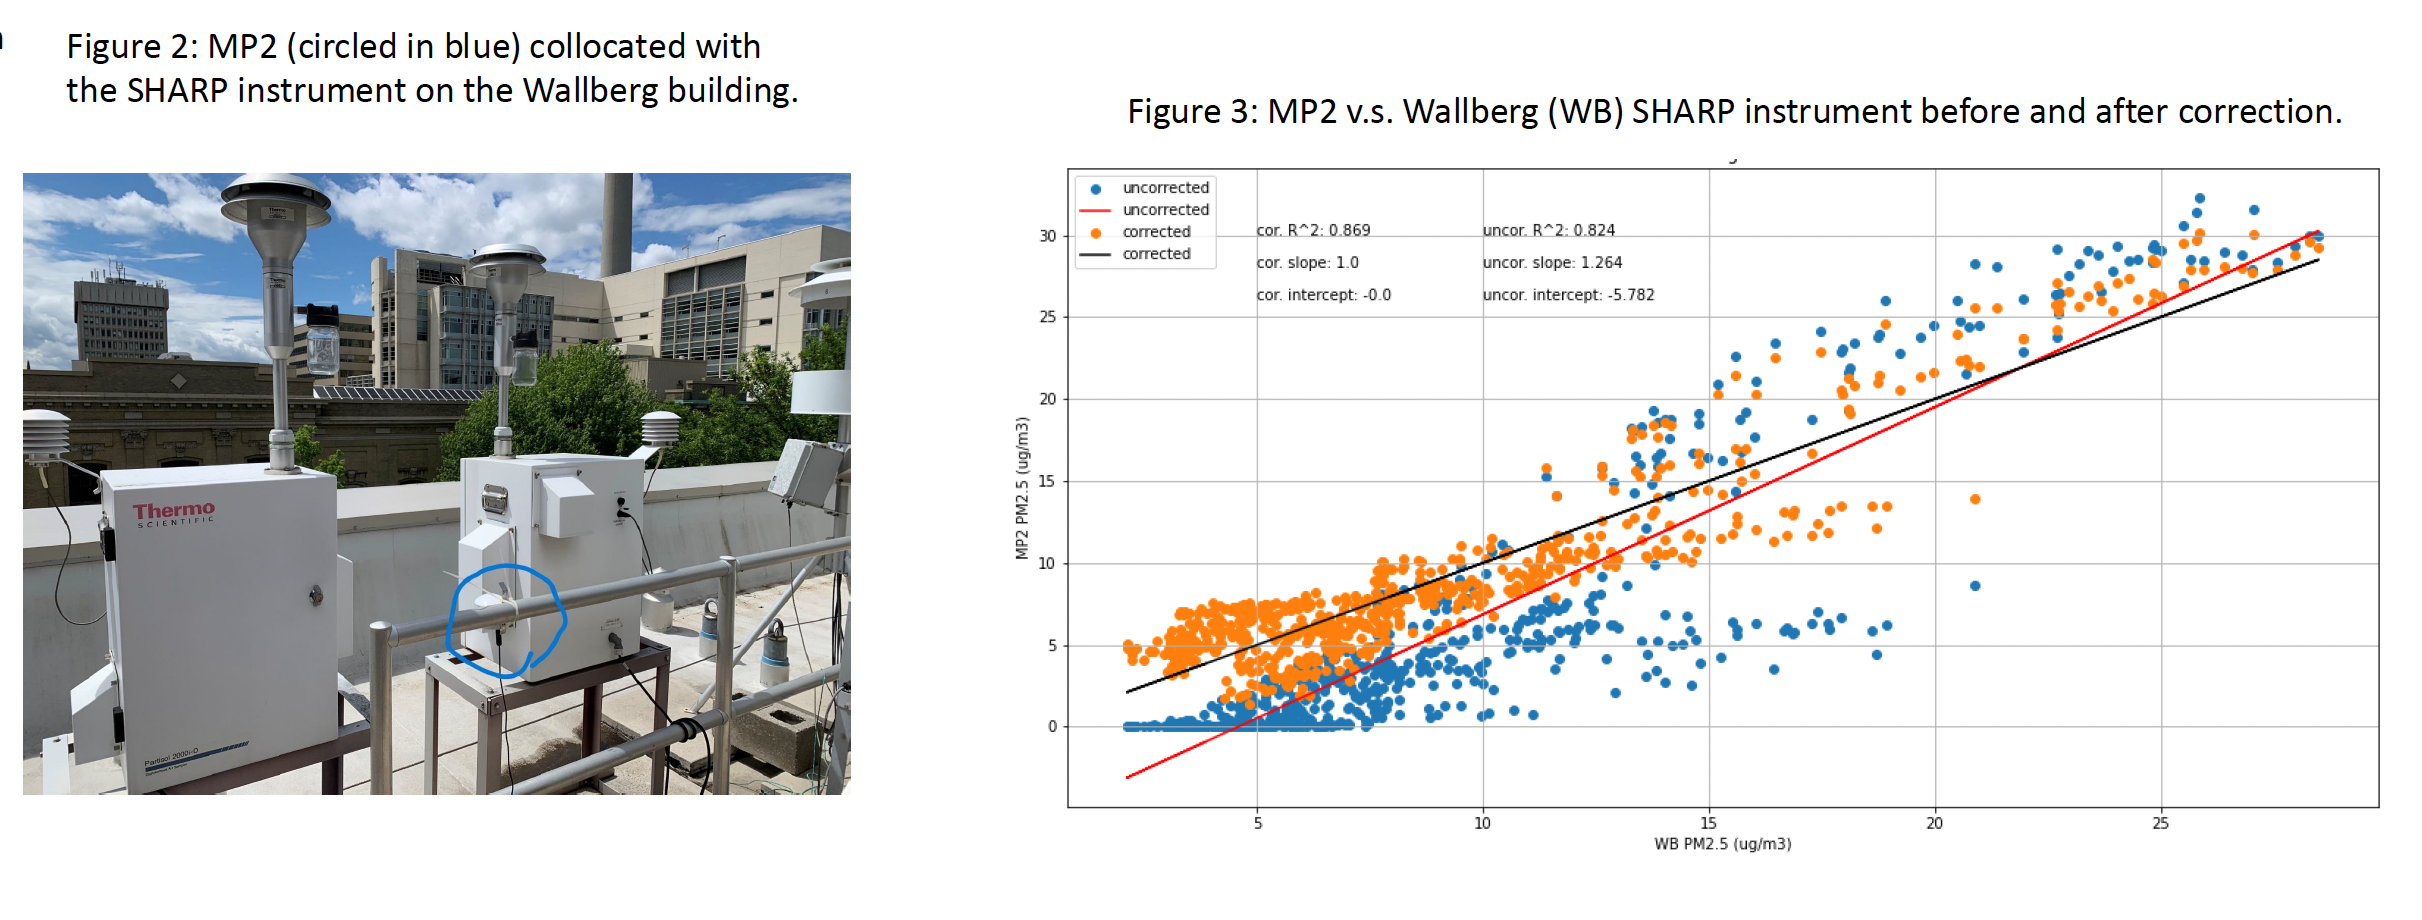 Figure 2: MP2 (circled in blue) collocated with
the SHARP instrument on the Wallberg building.
Thermo
SCIENTIFIC
Partisol 2000i-D
Figure 3: MP2 v.s. Wallberg (WB) SHARP instrument before and after correction.
uncorrected
uncorrected
corrected
corrected
cor. R^2: 0.869
uncor. R^2: 0.824
cor. slope: 1.0
uncor. slope: 1.264
cor. intercept: -0.0
uncor. intercept: -5.782
MP2 PM2.5 (ug/m3)
30
25
20
15
10
5
0
5
10
15
20
25
WB PM2.5 (ug/m3)